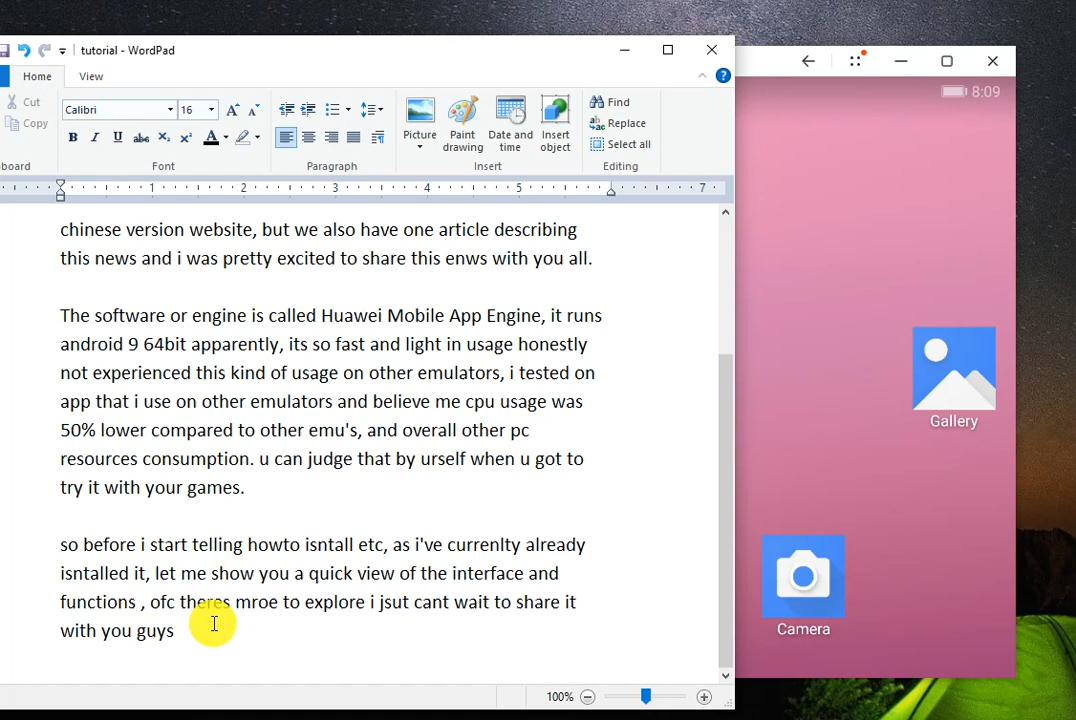 tutorial - WordPad
Home View
Cut
Copy
Calibri 16
board Font Paragraph Insert Editing
Picture
Paint drawing
Date and time
Insert object
Find
Replace
Select all
1 2 3 4 5 7
chinese version website, but we also have one article describing
this news and i was pretty excited to share this enws with you all.
The software or engine is called Huawei Mobile App Engine, it runs
android 9 64bit apparently, its so fast and light in usage honestly
not experienced this kind of usage on other emulators, i tested on
app that i use on other emulators and believe me cpu usage was
50% lower compared to other emu's, and overall other pc
resources consumption. u can judge that by urself when u got to
try it with your games.
so before i start telling howto isntall etc, as i've currenlty already
isntalled it, let me show you a quick view of the interface and
functions , ofc theres mroe to explore i jsut cant wait to share it
with you guys
100%
8:09
Gallery
Camera